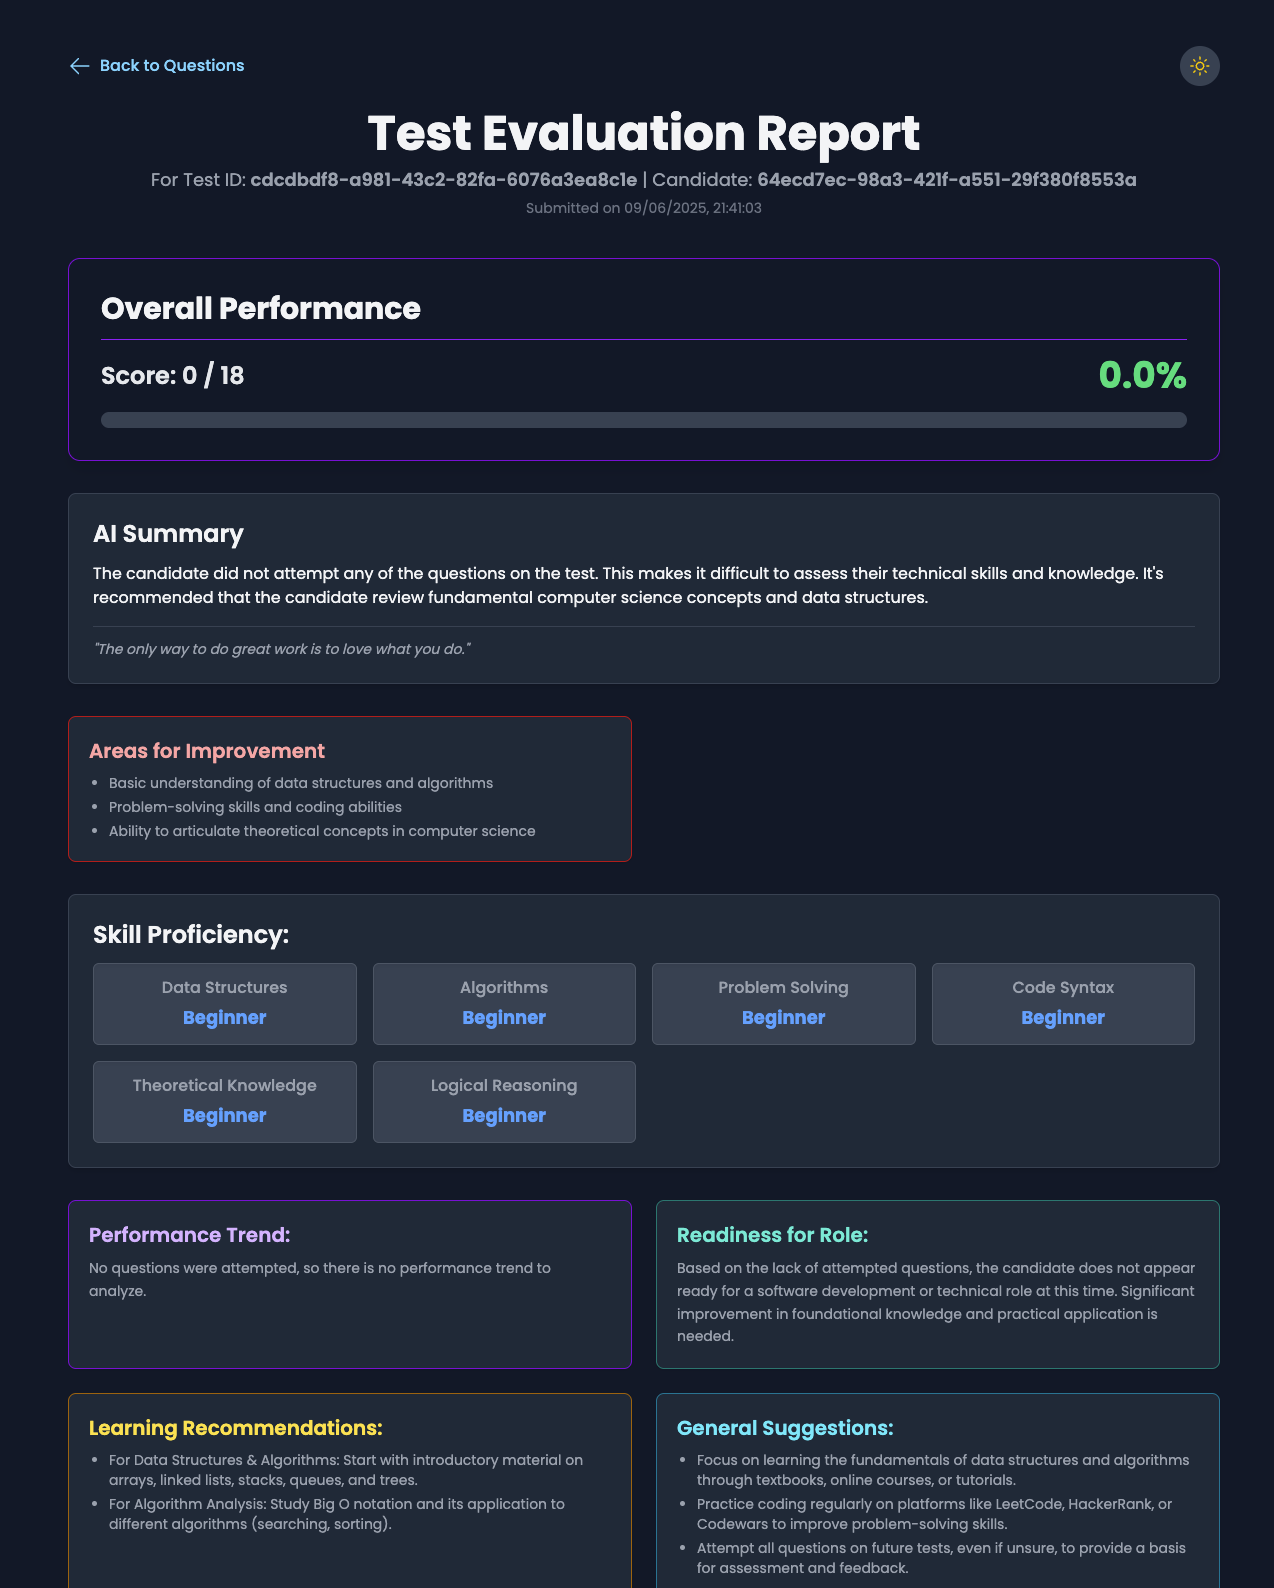 Back to Questions
Test Evaluation Report
For Test ID: cdcdbdf8-a981-43c2-82fa-6076a3ea8c1e | Candidate: 64ecd7ec-98a3-421f-a551-29f380f8553a
Submitted on 09/06/2025, 21:41:03
Overall Performance
Score: 0 / 18
0.0%
AI Summary
The candidate did not attempt any of the questions on the test. This makes it difficult to assess their technical skills and knowledge. It's
recommended that the candidate review fundamental computer science concepts and data structures.
"The only way to do great work is to love what you do."
Areas for Improvement
• Basic understanding of data structures and algorithms
• Problem-solving skills and coding abilities
• Ability to articulate theoretical concepts in computer science
Skill Proficiency:
Data Structures
Beginner
Algorithms
Beginner
Problem Solving
Beginner
Code Syntax
Beginner
Theoretical Knowledge
Beginner
Logical Reasoning
Beginner
Performance Trend:
No questions were attempted, so there is no performance trend to
analyze.
Readiness for Role:
Based on the lack of attempted questions, the candidate does not appear
ready for a software development or technical role at this time. Significant
improvement in foundational knowledge and practical application is
needed.
Learning Recommendations:
• For Data Structures & Algorithms: Start with introductory material on
arrays, linked lists, stacks, queues, and trees.
• For Algorithm Analysis: Study Big O notation and its application to
different algorithms (searching, sorting).
General Suggestions:
• Focus on learning the fundamentals of data structures and algorithms
through textbooks, online courses, or tutorials.
• Practice coding regularly on platforms like LeetCode, HackerRank, or
Codewars to improve problem-solving skills.
• Attempt all questions on future tests, even if unsure, to provide a basis
for assessment and feedback.